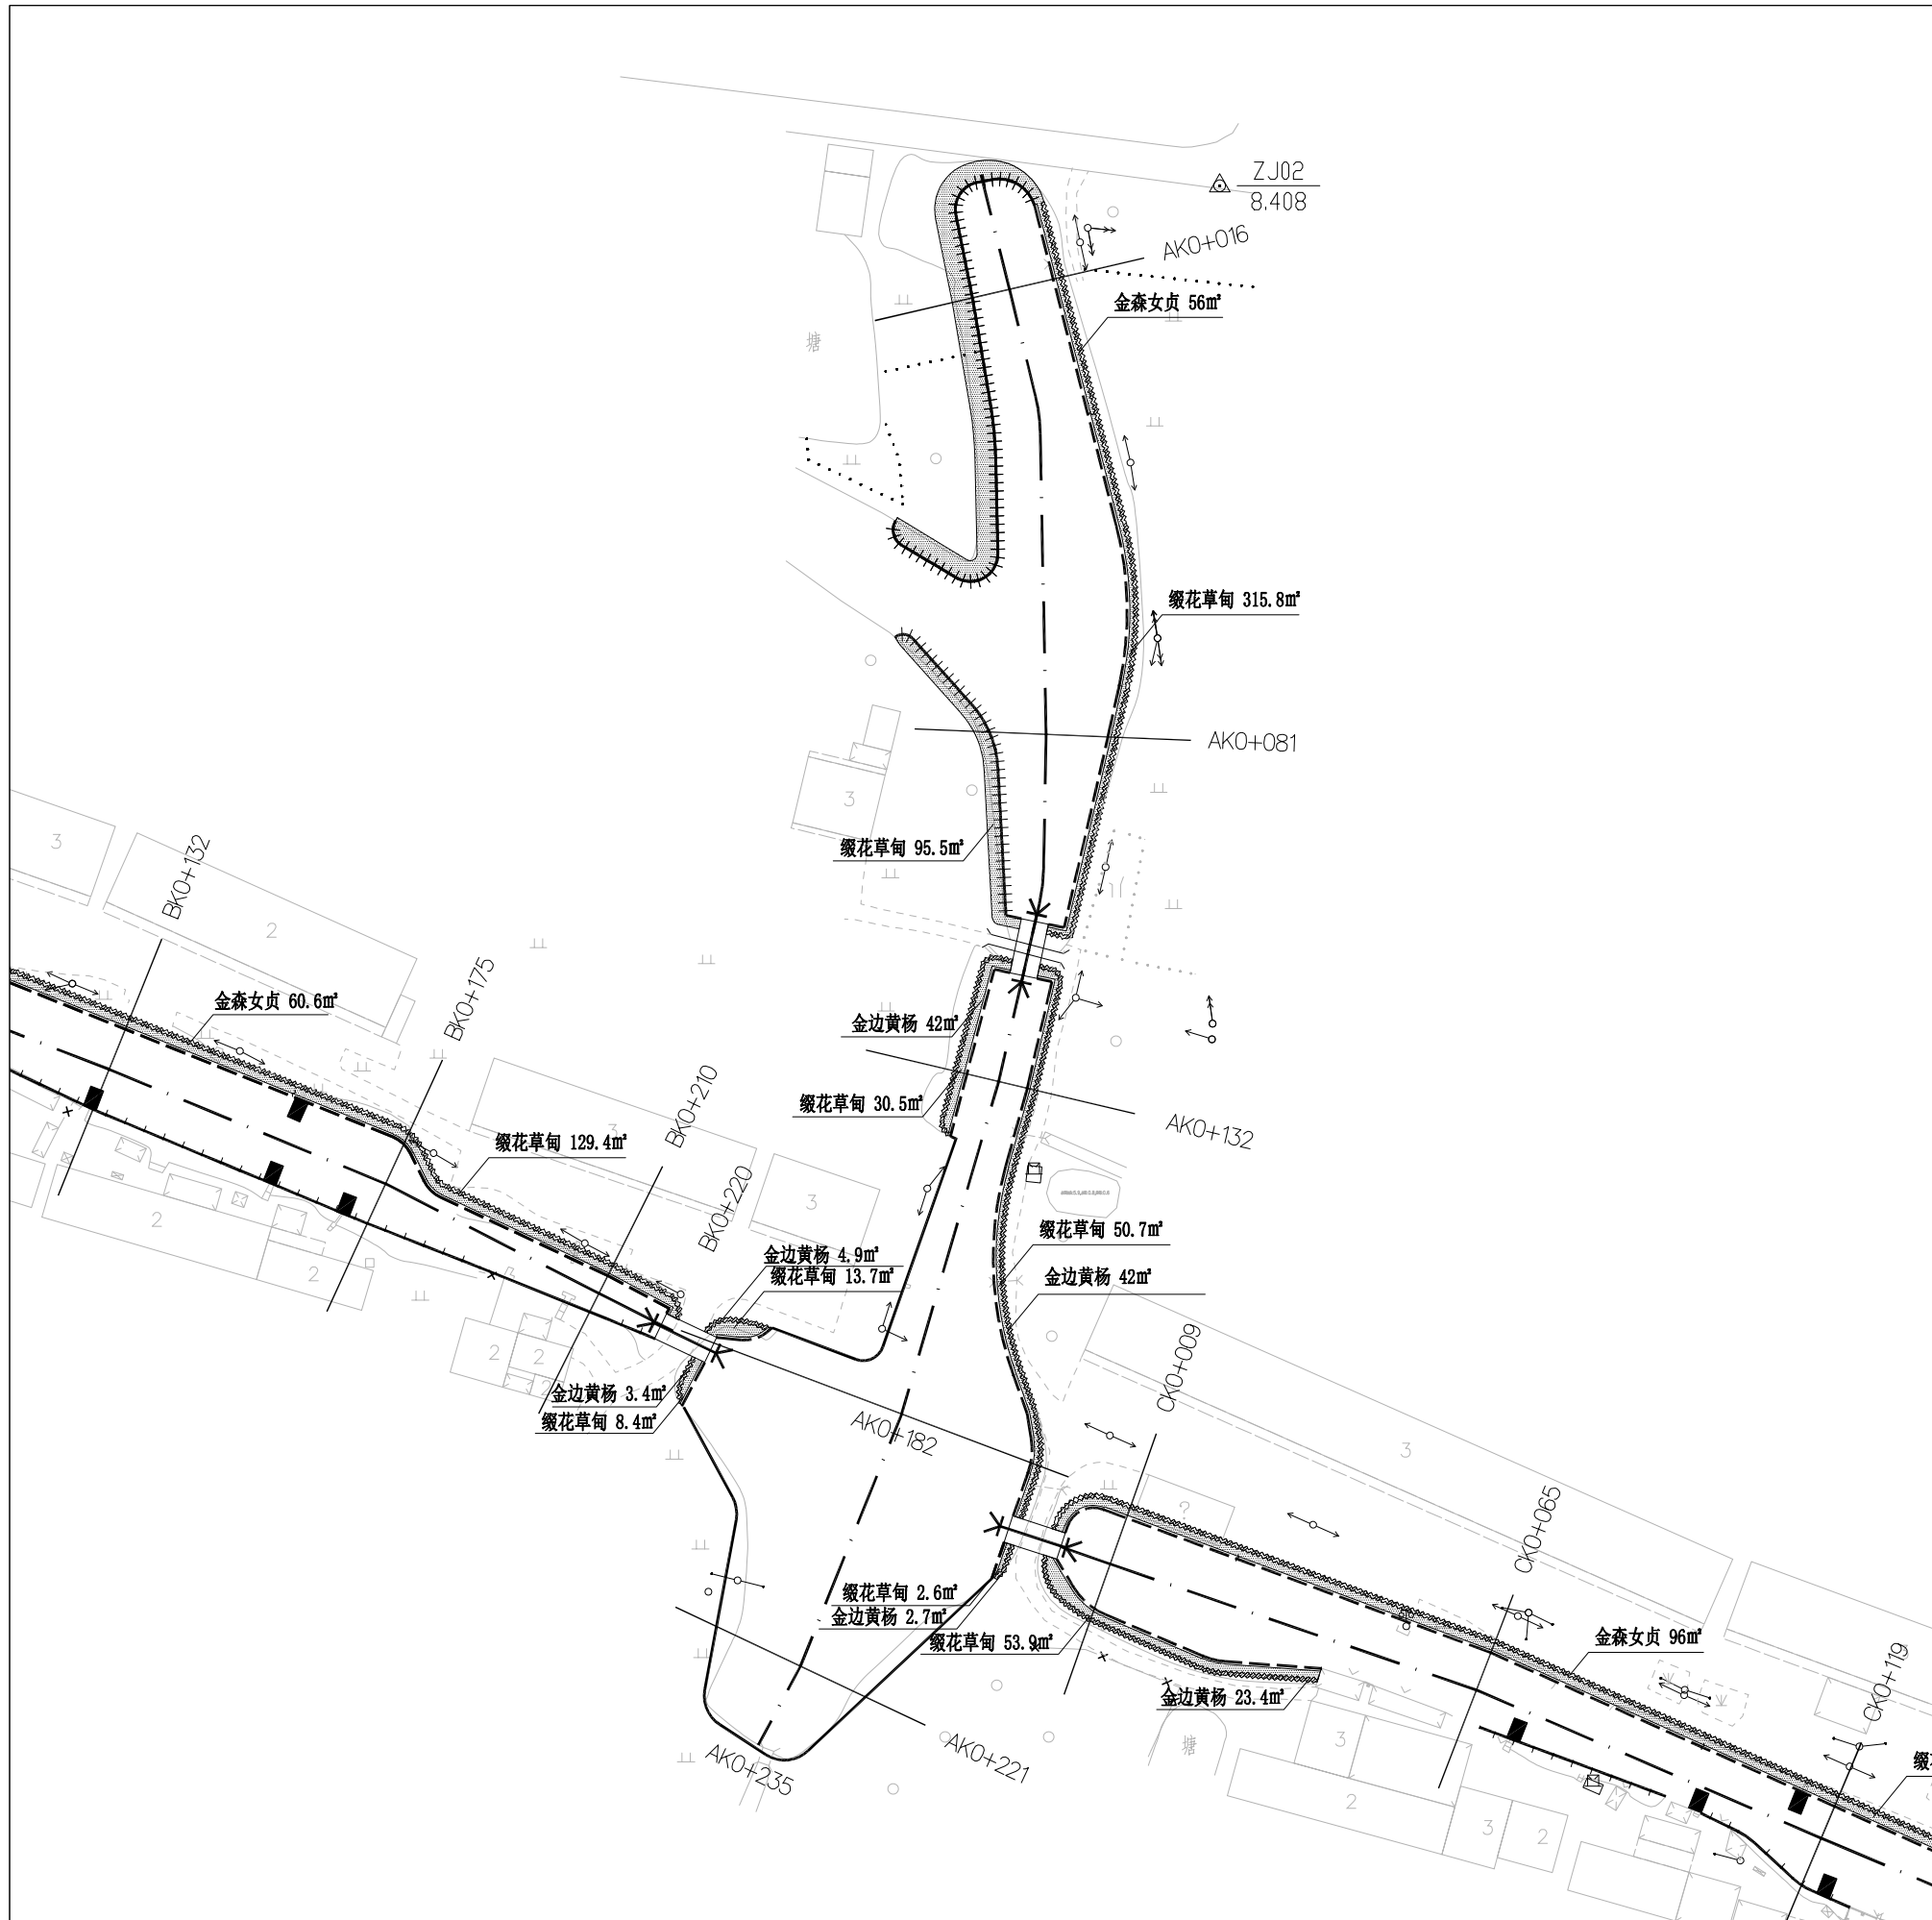 ZJ02
8.408
AK0+016
金森女贞 56m²
塘
缀花草甸 315.8m²
AK0+081
3
缀花草甸 95.5m²
3
BK0+132
2
BK0+175
金森女贞 60.6m²
金边黄杨 42m²
BK0+210
缀花草甸 30.5m²
3
AK0+132
缀花草甸 129.4m²
BK0+220
3
2
缀花草甸 50.7m²
金边黄杨 4.9m²
缀花草甸 13.7m²
金边黄杨 42m²
2
CK0+009
2
2
2
金边黄杨 3.4m²
缀花草甸 8.4m²
AK0+182
3
CK0+065
?
缀花草甸 2.6m²
金边黄杨 2.7m²
缀花草甸 53.9m²
金森女贞 96m²
CK0+119
金边黄杨 23.4m²
塘
3
AK0+221
AK0+235
缀
2
3
2